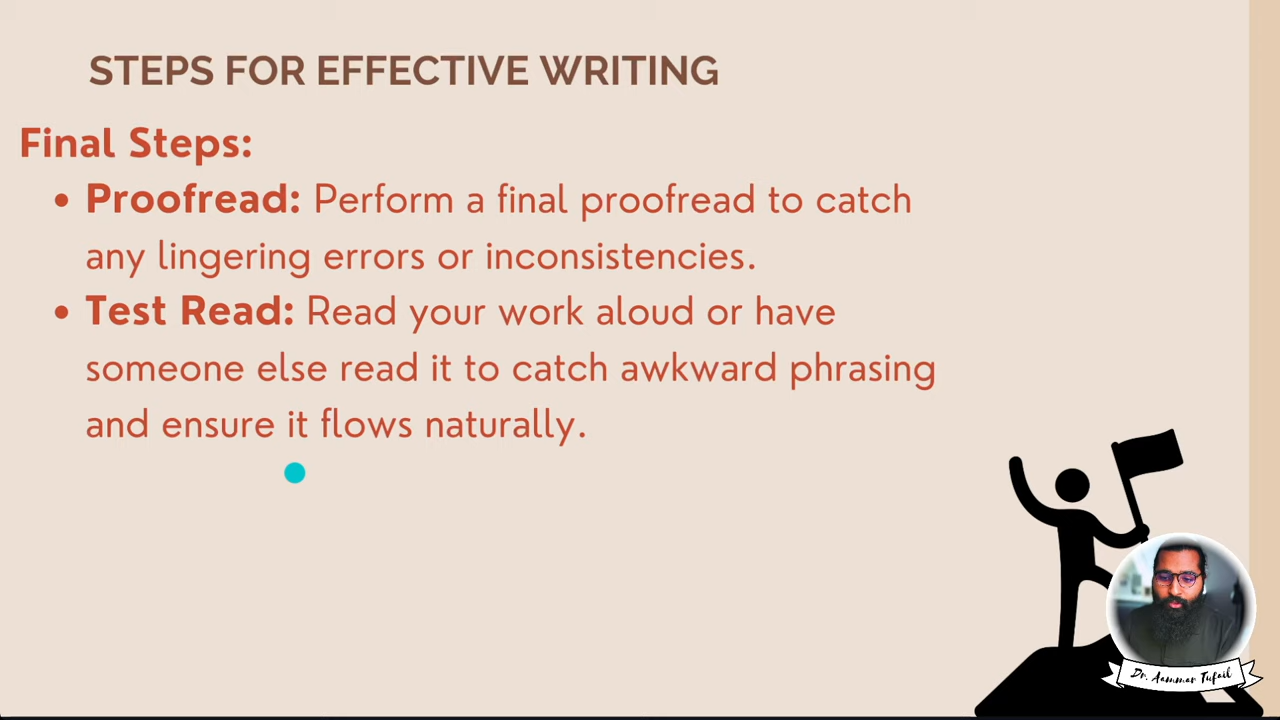 STEPS FOR EFFECTIVE WRITING
Final Steps:
• Proofread: Perform a final proofread to catch
any lingering errors or inconsistencies.
• Test Read: Read your work aloud or have
someone else read it to catch awkward phrasing
and ensure it flows naturally.
Dr. Aammar Tufail